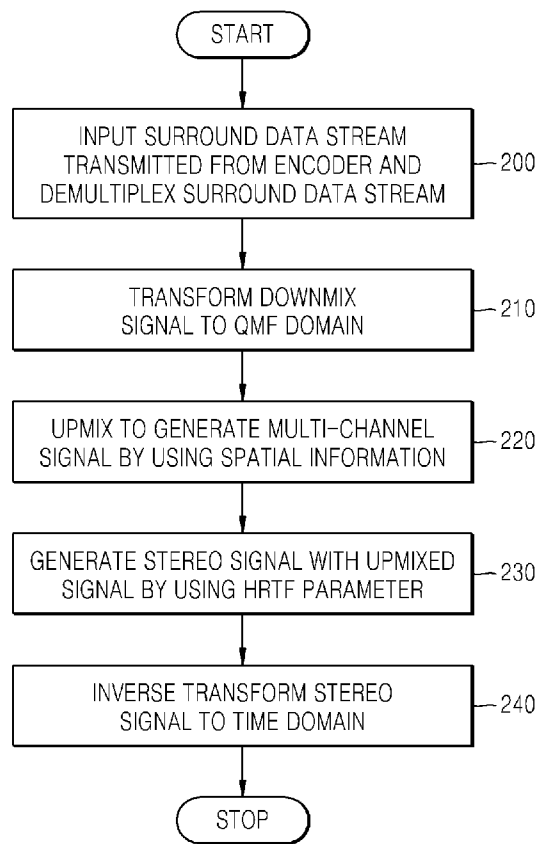 START
INPUT SURROUND DATA STREAM
TRANSMITTED FROM ENCODER AND
DEMULTIPLEX SURROUND DATA STREAM
200
TRANSFORM DOWNMIX
SIGNAL TO QMF DOMAIN
210
UPMIX TO GENERATE MULTI-CHANNEL
SIGNAL BY USING SPATIAL INFORMATION
220
GENERATE STEREO SIGNAL WITH UPMIXED
SIGNAL BY USING HRTF PARAMETER
230
INVERSE TRANSFORM STEREO
SIGNAL TO TIME DOMAIN
240
STOP